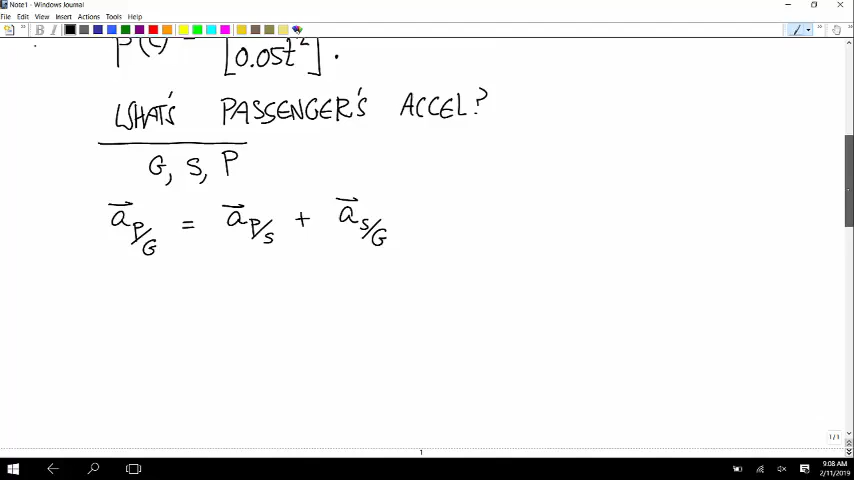 Note1 - Windows Journal
File Edit View Insert Actions Tools Help
B I
[0.05t²].
WHAT'S PASSENGER'S ACCEL?
G, S, P
a⃗P/G = a⃗P/S + a⃗S/G
1/1
1
9:08 AM
2/11/2019